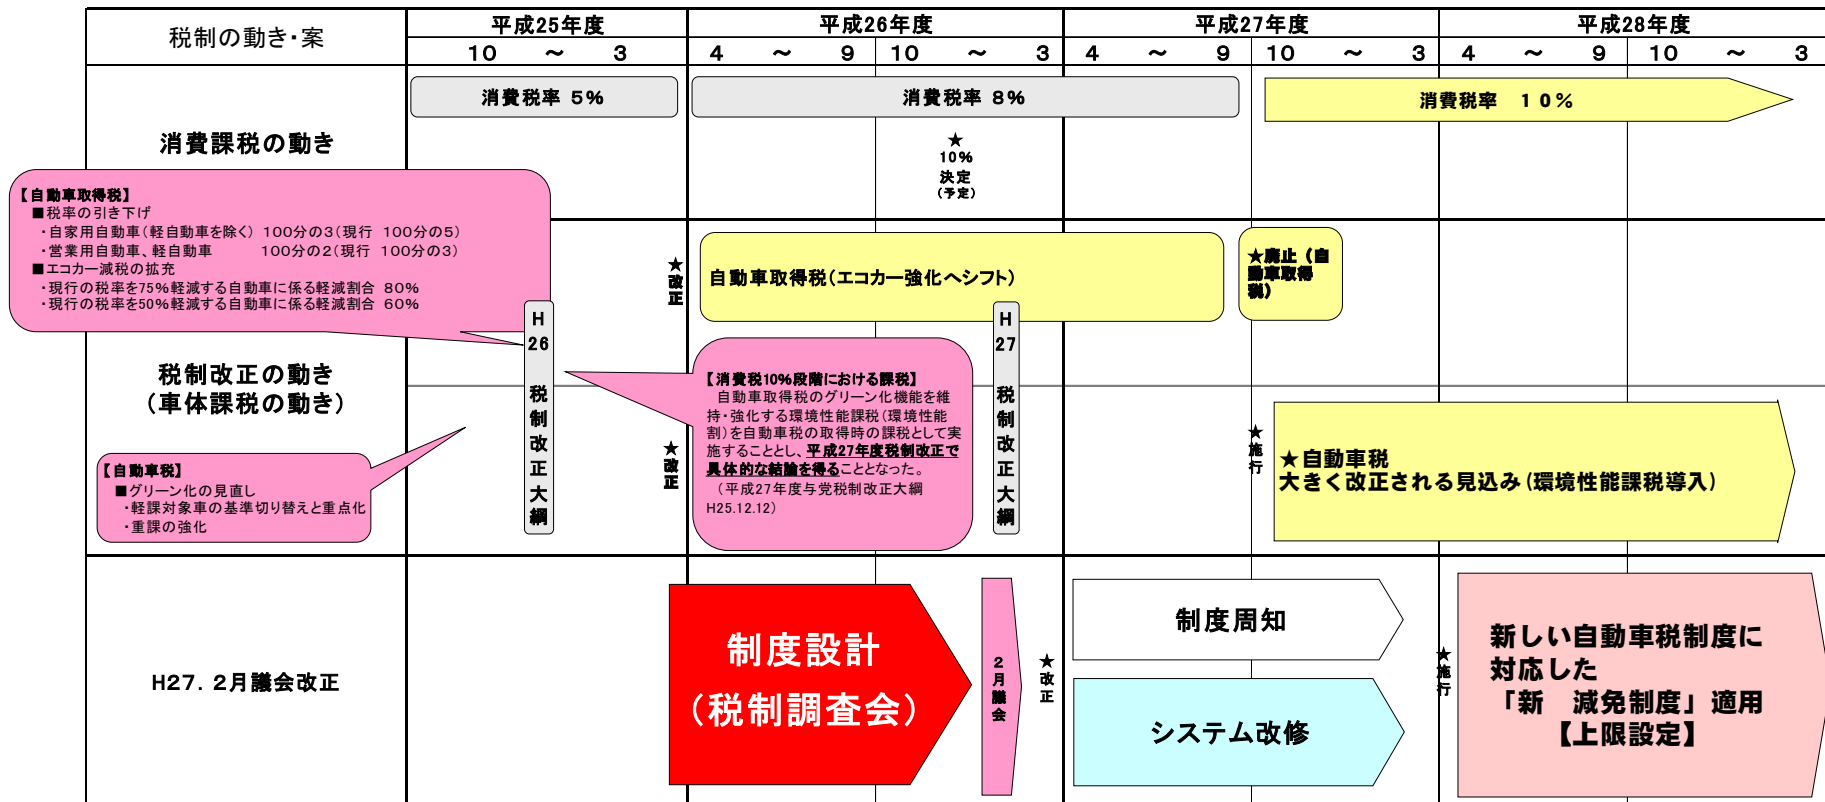 税制の動き・案
平成25年度
平成26年度
平成27年度
平成28年度
10 ～ 3
4 ～ 9
10 ～ 3
4 ～ 9
10 ～ 3
4 ～ 9
10 ～ 3
消費課税の動き
消費税率 5%
消費税率 8%
消費税率 10%
★
10%
決定
(予定)
【自動車取得税】
■税率の引き下げ
・自家用自動車(軽自動車を除く) 100分の3(現行 100分の5)
・営業用自動車、軽自動車 100分の2(現行 100分の3)
■エコカー減税の拡充
・現行の税率を75%軽減する自動車に係る軽減割合 80%
・現行の税率を50%軽減する自動車に係る軽減割合 60%
★改正
自動車取得税(エコカー強化へシフト)
★廃止（自
動車取得
税）
税制改正の動き
(車体課税の動き)
H
26
税制改正大綱
H
27
税制改正大綱
【消費税10%段階における課税】
自動車取得税のグリーン化機能を維
持・強化する環境性能課税(環境性能
割)を自動車税の取得時の課税として実
施することとし、平成27年度税制改正で
具体的な結論を得ることとなった。
(平成27年度与党税制改正大綱
H25.12.12)
【自動車税】
■グリーン化の見直し
・軽課対象車の基準切り替えと重点化
・重課の強化
★改正
★施行
★自動車税
大きく改正される見込み(環境性能課税導入)
H27. 2月議会改正
制度設計
(税制調査会)
2月議会
★改正
制度周知
システム改修
★施行
新しい自動車税制度に
対応した
「新 減免制度」適用
【上限設定】